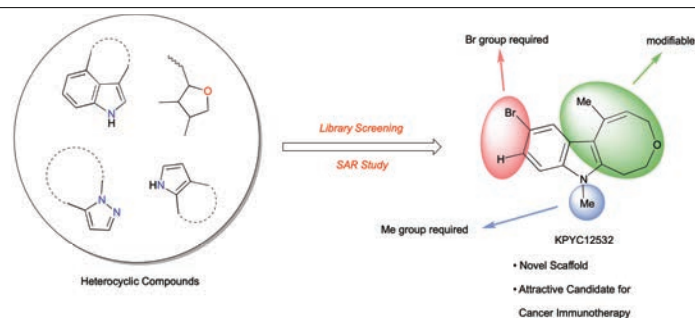 Br group required
modifiable
O
N
H
Library Screening
SAR Study
Me
Br
H
O
N
Me
HN
N
N
Me group required
KPYC12532
Heterocyclic Compounds
• Novel Scaffold
• Attractive Candidate for
Cancer Immunotherapy